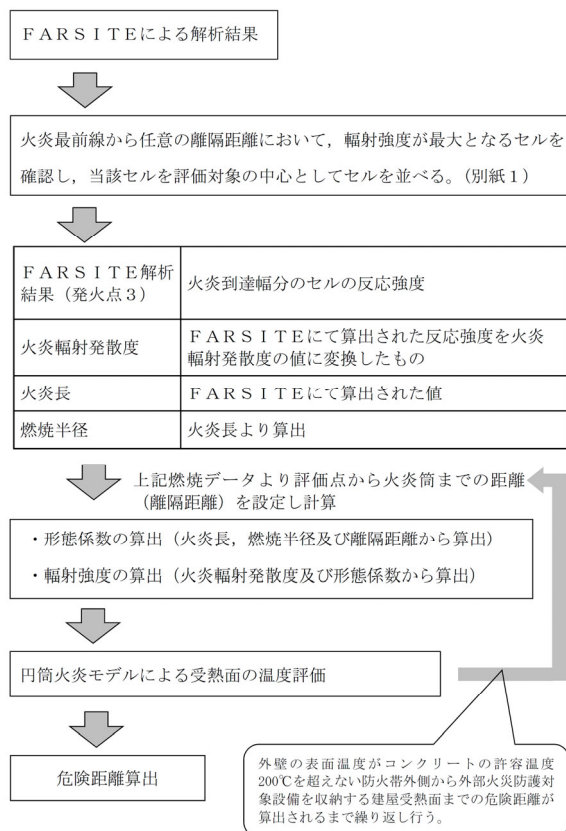 ＦＡＲＳＩＴＥによる解析結果
火炎最前線から任意の離隔距離において，輻射強度が最大となるセルを
確認し，当該セルを評価対象の中心としてセルを並べる。（別紙１）
ＦＡＲＳＩＴＥ解析
結果（発火点３）
火炎到達幅分のセルの反応強度
火炎輻射発散度
ＦＡＲＳＩＴＥにて算出された反応強度を火炎
輻射発散度の値に変換したもの
火炎長
ＦＡＲＳＩＴＥにて算出された値
燃焼半径
火炎長より算出
上記燃焼データより評価点から火炎筒までの距離
（離隔距離）を設定し計算
・形態係数の算出（火炎長，燃焼半径及び離隔距離から算出）
・輻射強度の算出（火炎輻射発散度及び形態係数から算出）
円筒火炎モデルによる受熱面の温度評価
危険距離算出
外壁の表面温度がコンクリートの許容温度
200℃を超えない防火帯外側から外部火災防護対
象設備を収納する建屋受熱面までの危険距離が
算出されるまで繰り返し行う。